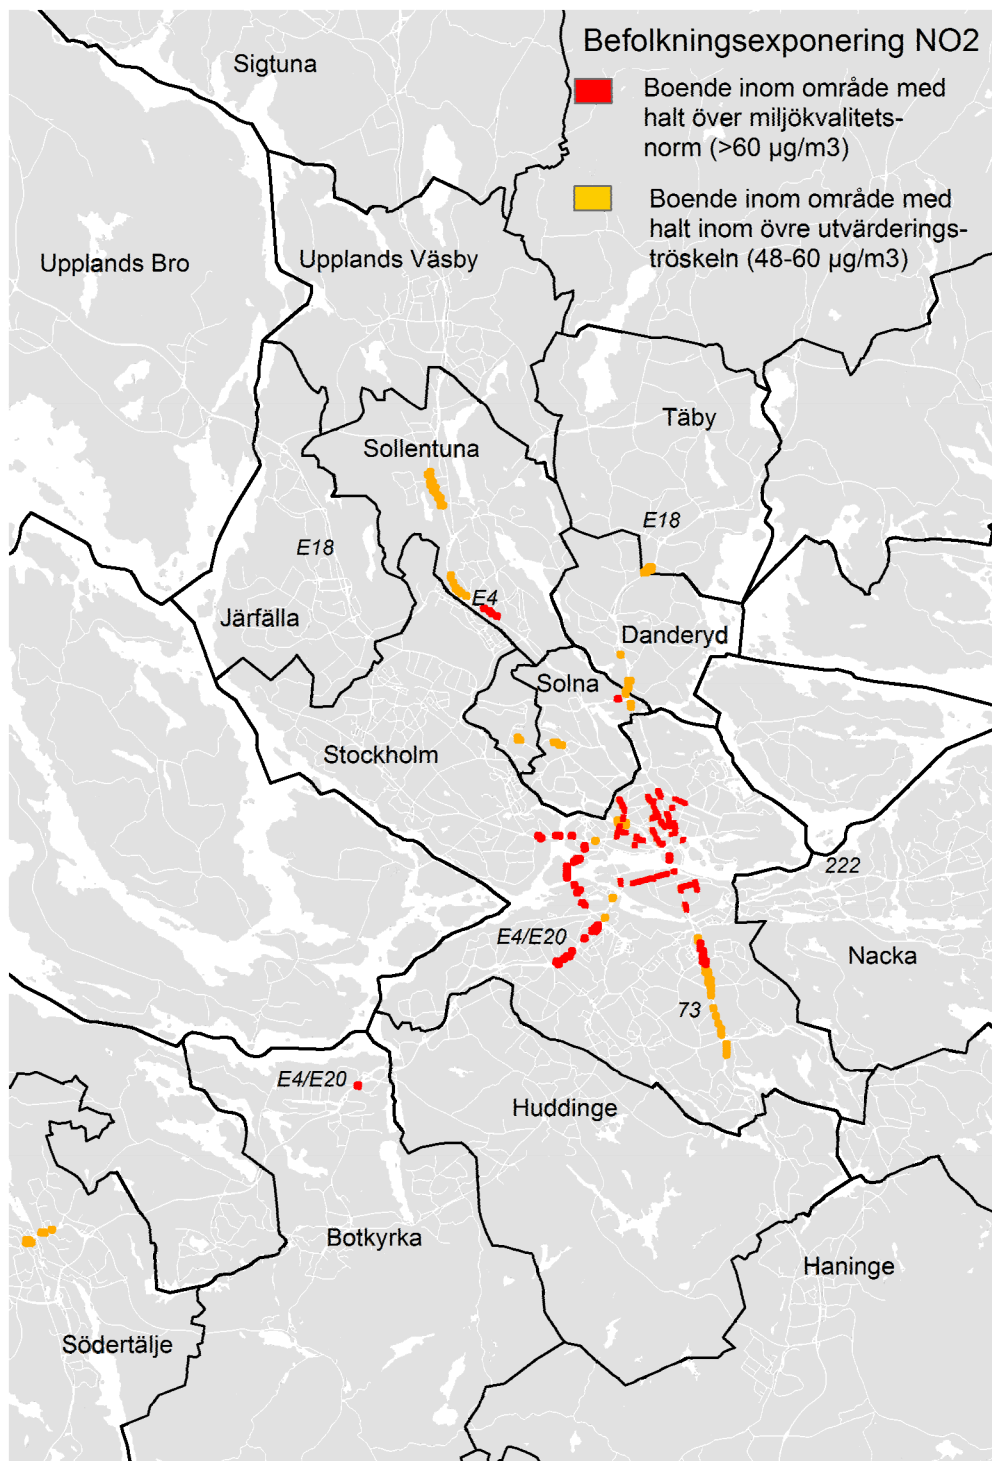 Befolkningsexponering NO2
Boende inom område med
halt över miljökvalitets-
norm (>60 µg/m3)
Boende inom område med
halt inom övre utvärderings-
tröskeln (48-60 µg/m3)
Sigtuna
Upplands Bro
Upplands Väsby
Täby
Sollentuna
E18
E18
E4
Järfälla
Danderyd
Solna
Stockholm
222
E4/E20
Nacka
73
E4/E20
Huddinge
Botkyrka
Haninge
Södertälje